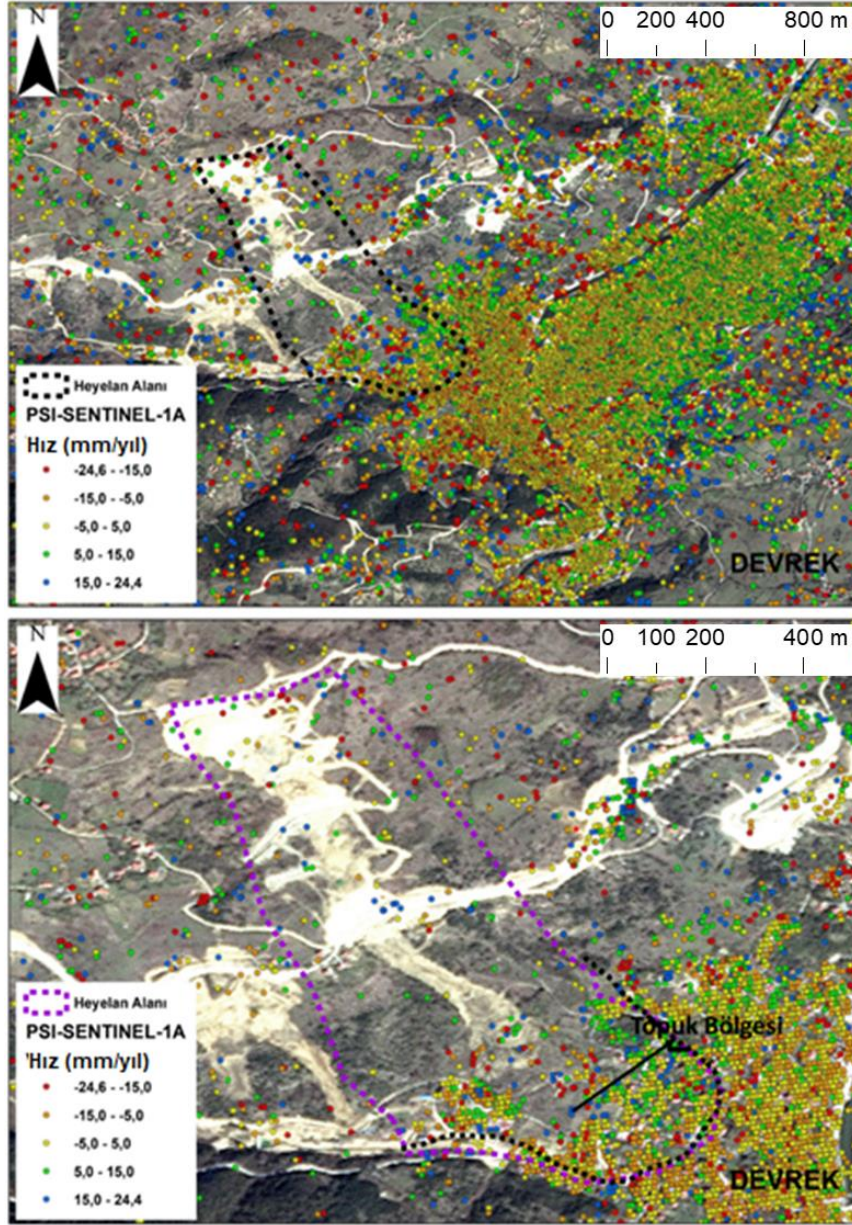 N
0 200 400 800 m
Heyelan Alanı
PSI-SENTINEL-1A
Hız (mm/yıl)
-24,6 - -15,0
-15,0 - -5,0
-5,0 - 5,0
5,0 - 15,0
15,0 - 24,4
DEVREK
N
0 100 200 400 m
Topuk Bölgesi
Heyelan Alanı
PSI-SENTINEL-1A
'Hız (mm/yıl)
-24,6 - -15,0
-15,0 - -5,0
-5,0 - 5,0
5,0 - 15,0
15,0 - 24,4
DEVREK